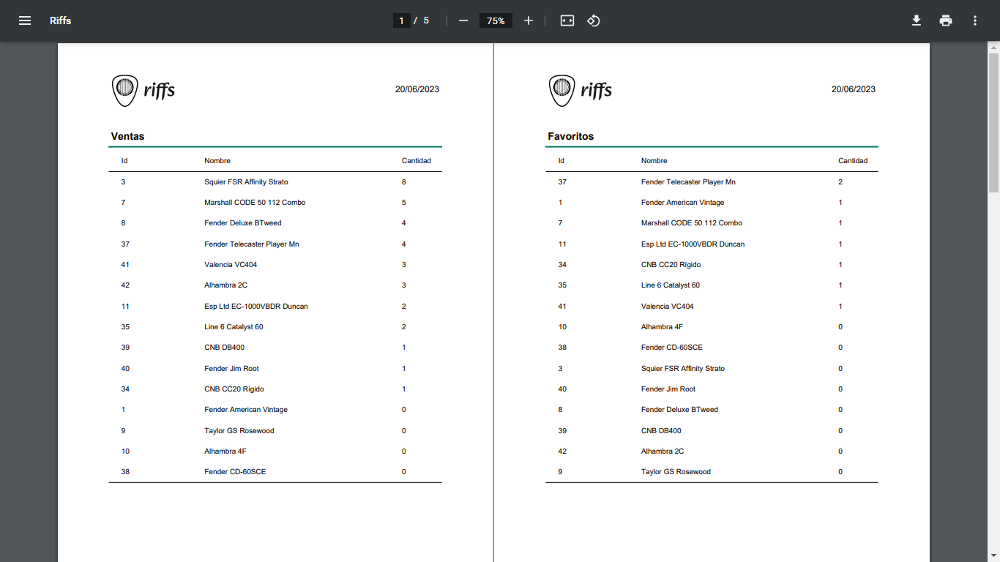 Riffs
1 / 5
75%
riffs
20/06/2023
Ventas
Id Nombre Cantidad
3 Squier FSR Affinity Strato 8
7 Marshall CODE 50 112 Combo 5
8 Fender Deluxe BTweed 4
37 Fender Telecaster Player Mn 4
41 Valencia VC404 3
42 Alhambra 2C 3
11 Esp Ltd EC-1000VBDR Duncan 2
35 Line 6 Catalyst 60 2
39 CNB DB400 1
40 Fender Jim Root 1
34 CNB CC20 Rígido 1
1 Fender American Vintage 0
9 Taylor GS Rosewood 0
10 Alhambra 4F 0
38 Fender CD-60SCE 0
riffs
20/06/2023
Favoritos
Id Nombre Cantidad
37 Fender Telecaster Player Mn 2
1 Fender American Vintage 1
7 Marshall CODE 50 112 Combo 1
11 Esp Ltd EC-1000VBDR Duncan 1
34 CNB CC20 Rígido 1
35 Line 6 Catalyst 60 1
41 Valencia VC404 1
10 Alhambra 4F 0
38 Fender CD-60SCE 0
3 Squier FSR Affinity Strato 0
40 Fender Jim Root 0
8 Fender Deluxe BTweed 0
39 CNB DB400 0
42 Alhambra 2C 0
9 Taylor GS Rosewood 0